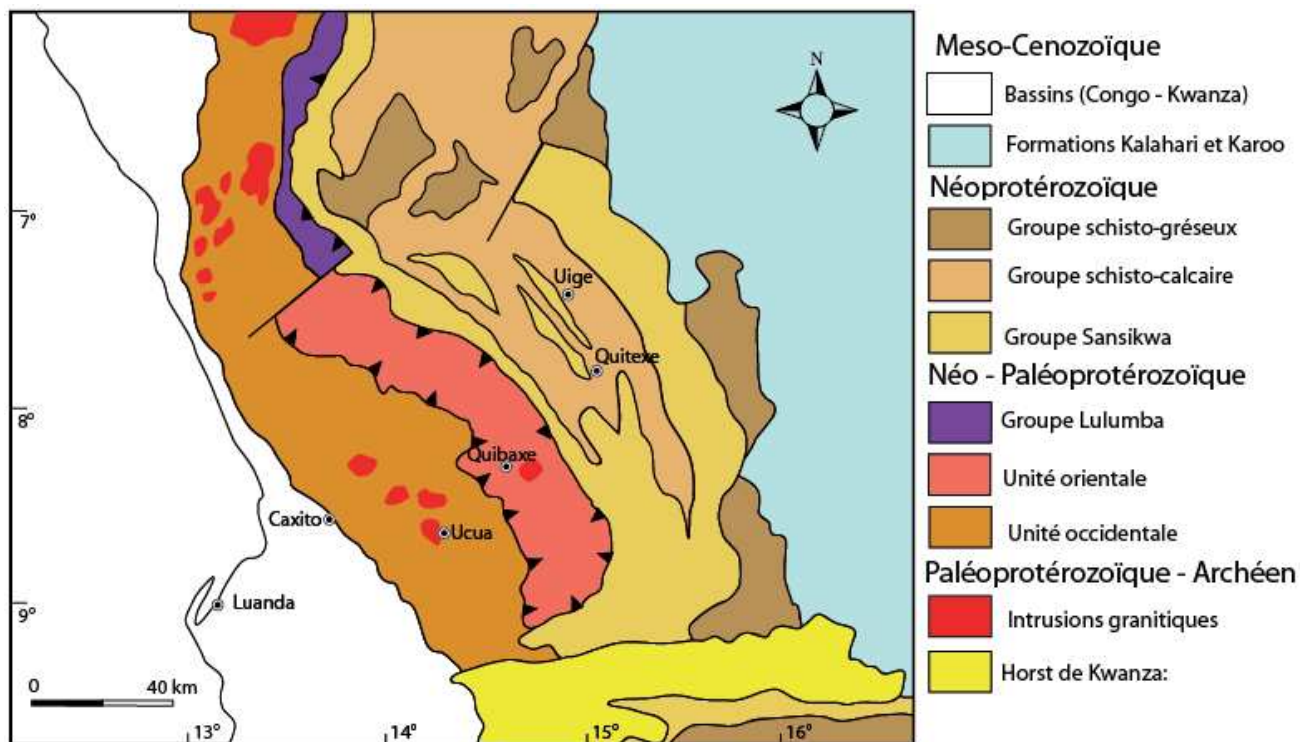 N
7°
8°
9°
13°
14°
15°
16°
Uige
Quitexe
Quibaxe
Caxito
Ucua
Luanda
0 40 km
Meso-Cenozoïque
Bassins (Congo - Kwanza)
Formations Kalahari et Karoo
Néoprotérozoïque
Groupe schisto-gréseux
Groupe schisto-calcaire
Groupe Sansikwa
Néo - Paléoprotérozoïque
Groupe Lulumba
Unité orientale
Unité occidentale
Paléoprotérozoïque - Archéen
Intrusions granitiques
Horst de Kwanza: